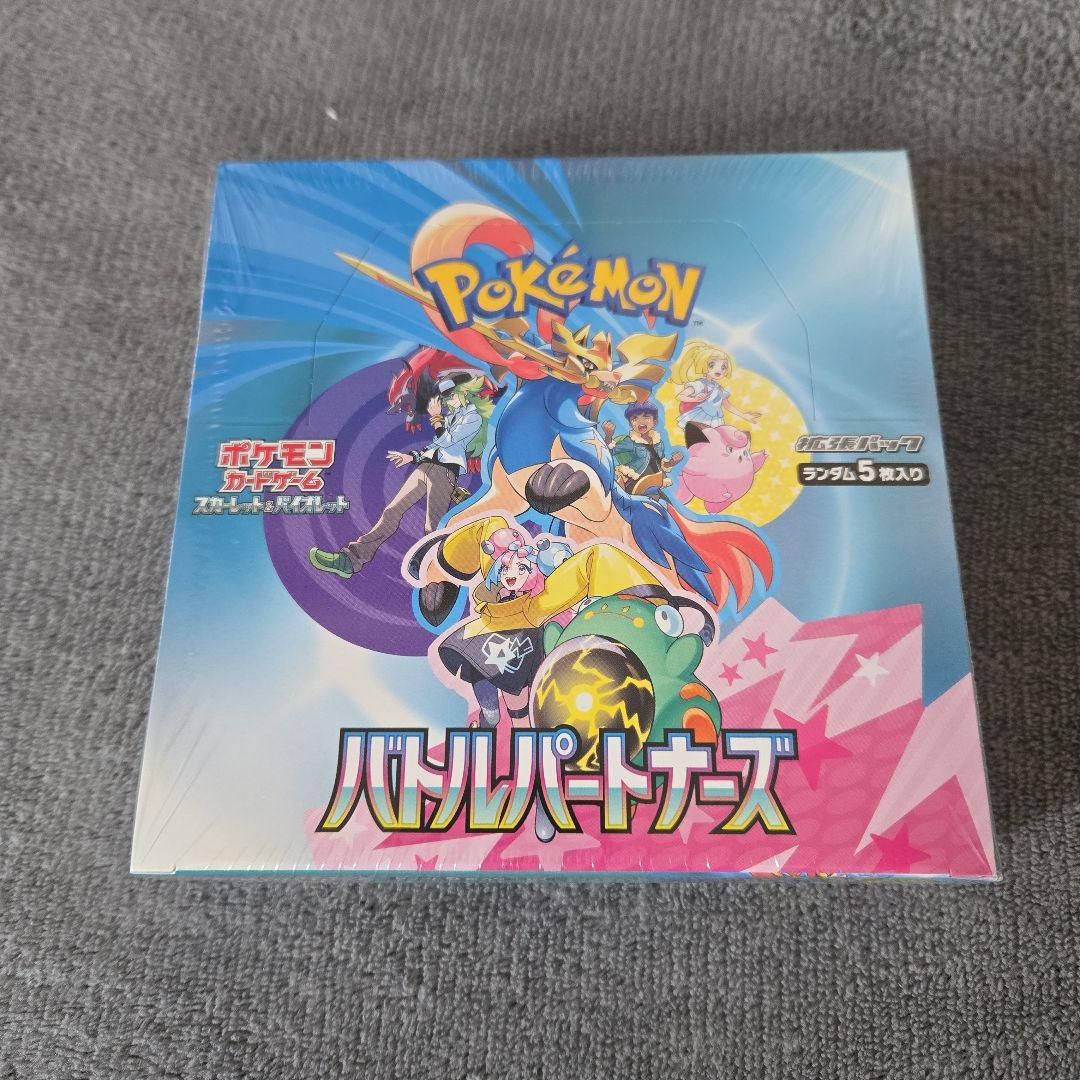 POKéMON
TM
ポケモン
カードゲーム
スカーレット&バイオレット
拡張パック
ランダム5枚入り
バトルパートナーズ